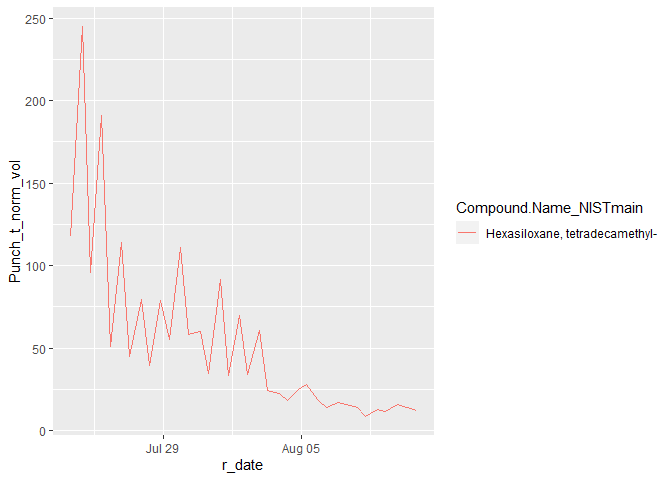 250
200
150
100
50
0
Punch_t_norm_vol
Jul 29
Aug 05
r_date
Compound.Name_NISTmain
Hexasiloxane, tetradecamethyl-